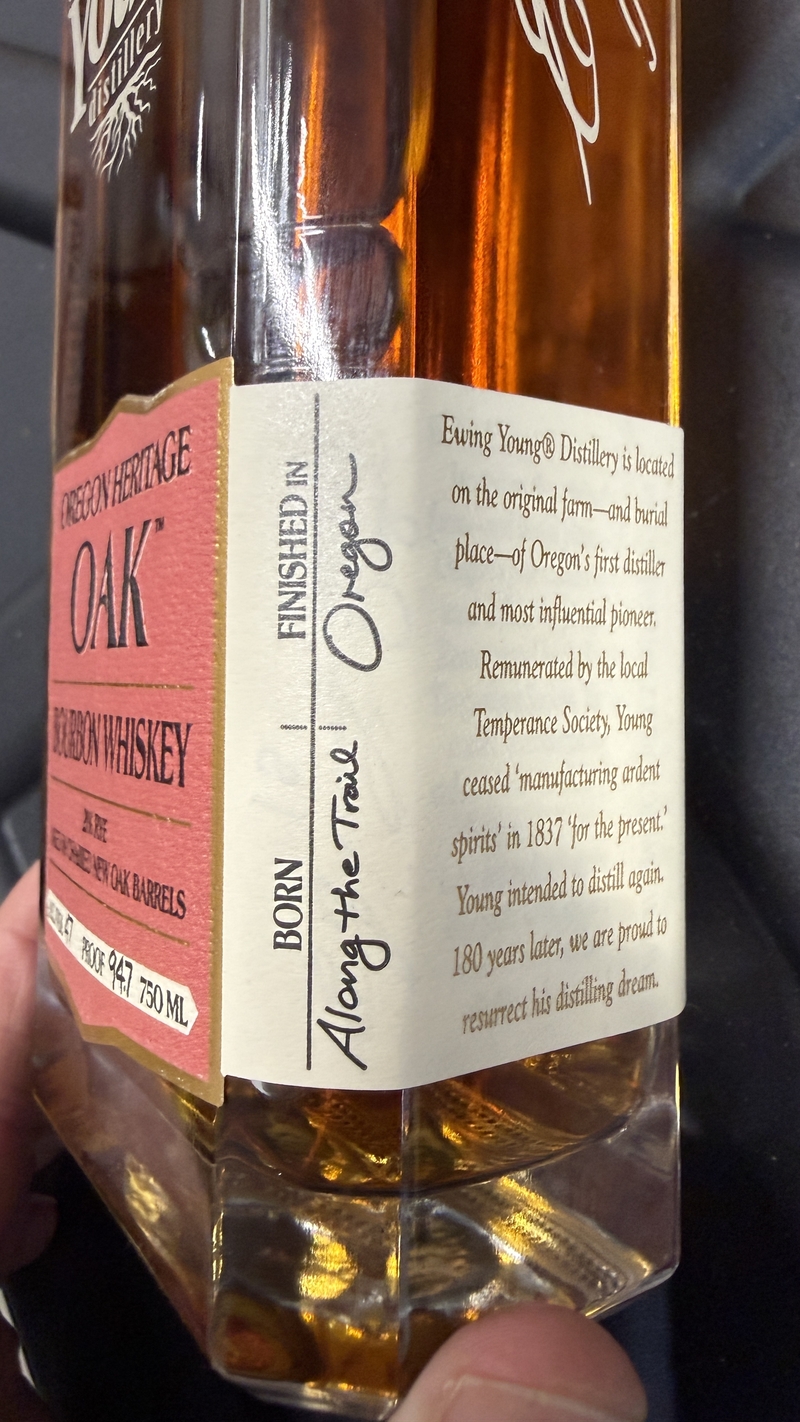 distillery
OREGON HERITAGE
OAK™
BOURBON WHISKEY
RYE
CHARRED NEW OAK BARRELS
47 PROOF 94.7 750 ML
BORN FINISHED IN
Along the Trail Oregon
Ewing Young® Distillery is located
on the original farm—and burial
place—of Oregon's first distiller
and most influential pioneer.
Remunerated by the local
Temperance Society, Young
ceased 'manufacturing ardent
spirits' in 1837 'for the present.'
Young intended to distill again.
180 years later, we are proud to
resurrect his distilling dream.